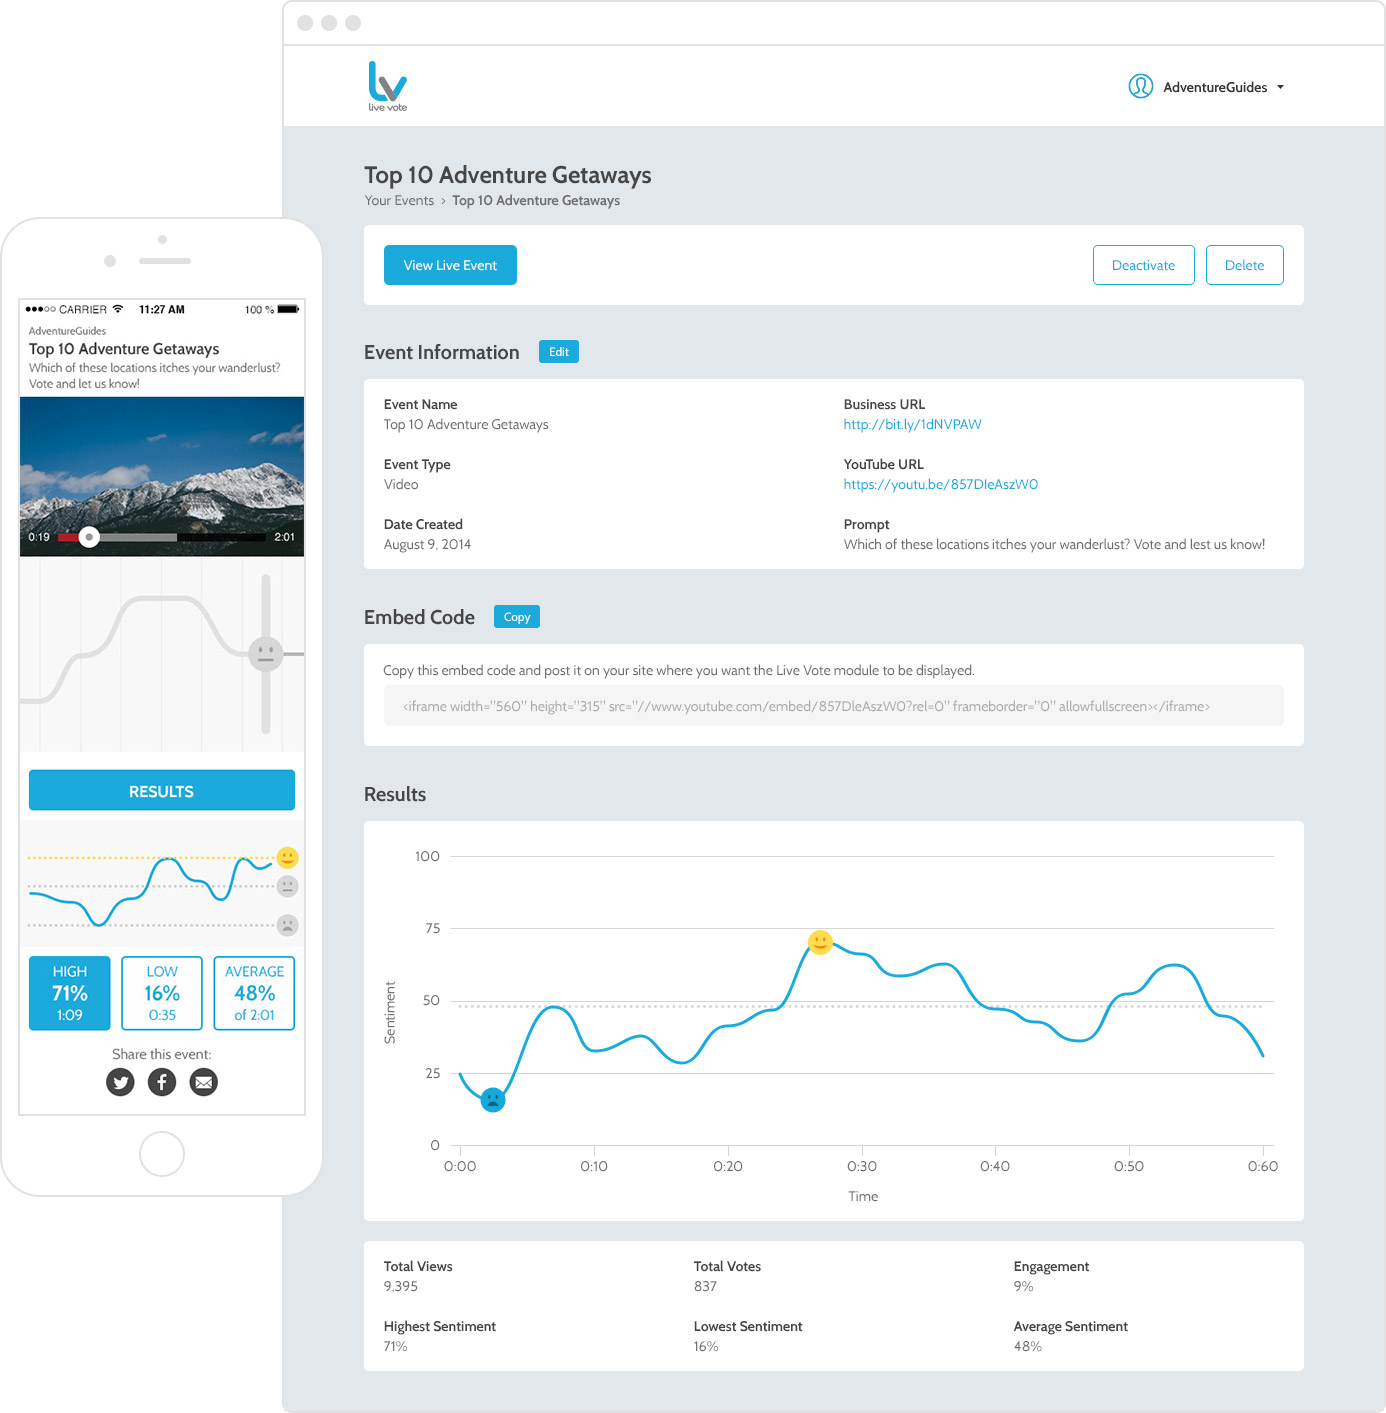 live vote
AdventureGuides
Top 10 Adventure Getaways
Your Events › Top 10 Adventure Getaways
View Live Event
Deactivate
Delete
Event Information
Edit
Event Name
Top 10 Adventure Getaways
Business URL
http://bit.ly/1dNVPAW
Event Type
Video
YouTube URL
https://youtu.be/857DIeAszW0
Date Created
August 9, 2014
Prompt
Which of these locations itches your wanderlust? Vote and lest us know!
Embed Code
Copy
Copy this embed code and post it on your site where you want the Live Vote module to be displayed.
<iframe width="560" height="315" src="//www.youtube.com/embed/857DleAszW0?rel=0" frameborder="0" allowfullscreen></iframe>
Results
100
75
50
25
0
Sentiment
0:00
0:10
0:20
0:30
0:40
0:50
0:60
Time
Total Views
9,395
Total Votes
837
Engagement
9%
Highest Sentiment
71%
Lowest Sentiment
16%
Average Sentiment
48%
CARRIER
11:27 AM
100 %
AdventureGuides
Top 10 Adventure Getaways
Which of these locations itches your wanderlust?
Vote and let us know!
0:19
2:01
RESULTS
HIGH
71%
1:09
LOW
16%
0:35
AVERAGE
48%
of 2:01
Share this event: